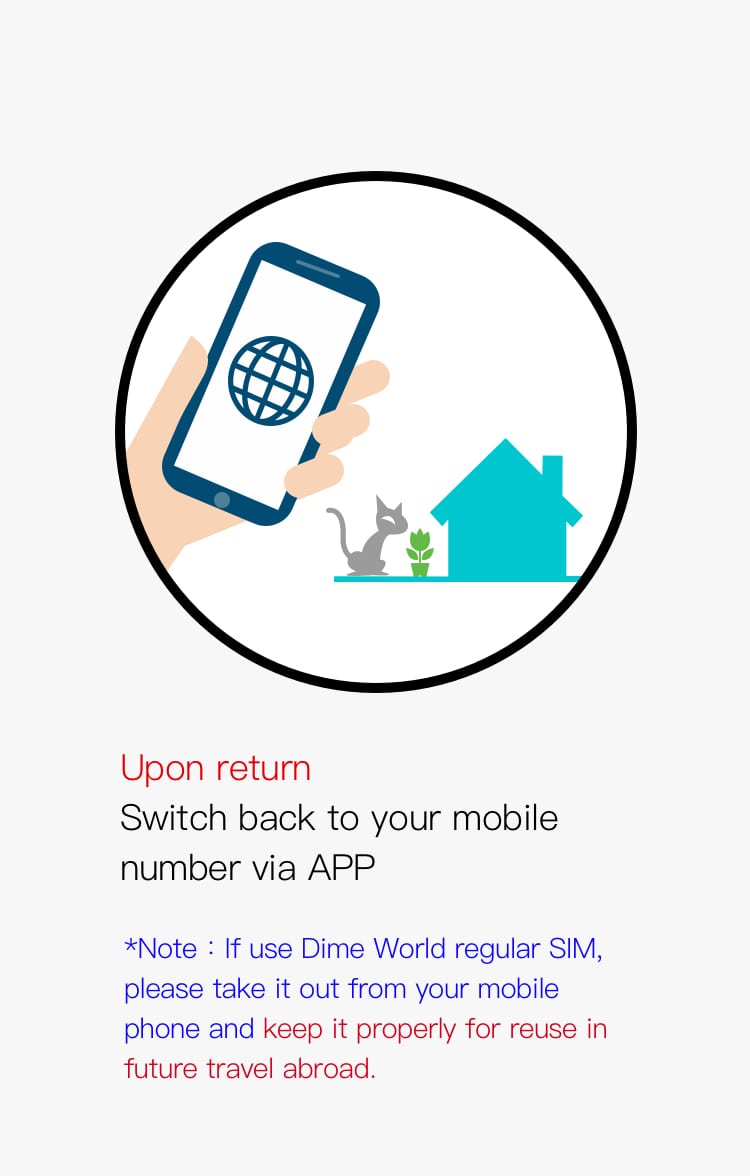 Upon return
Switch back to your mobile
number via APP
*Note：If use Dime World regular SIM,
please take it out from your mobile
phone and keep it properly for reuse in
future travel abroad.